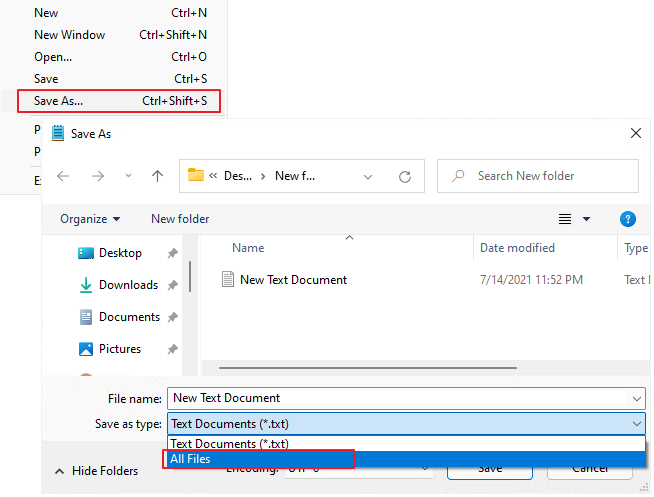 New Ctrl+N
New Window Ctrl+Shift+N
Open... Ctrl+O
Save Ctrl+S
Save As... Ctrl+Shift+S
P
P
Save As
« Des... > New f...
Search New folder
Organize New folder
Name Date modified Type
Desktop
New Text Document 7/14/2021 11:52 PM Text
Downloads
Documents
Pictures
File name: New Text Document
Save as type: Text Documents (*.txt)
Text Documents (*.txt)
All Files
Hide Folders Encoding: Save Cancel